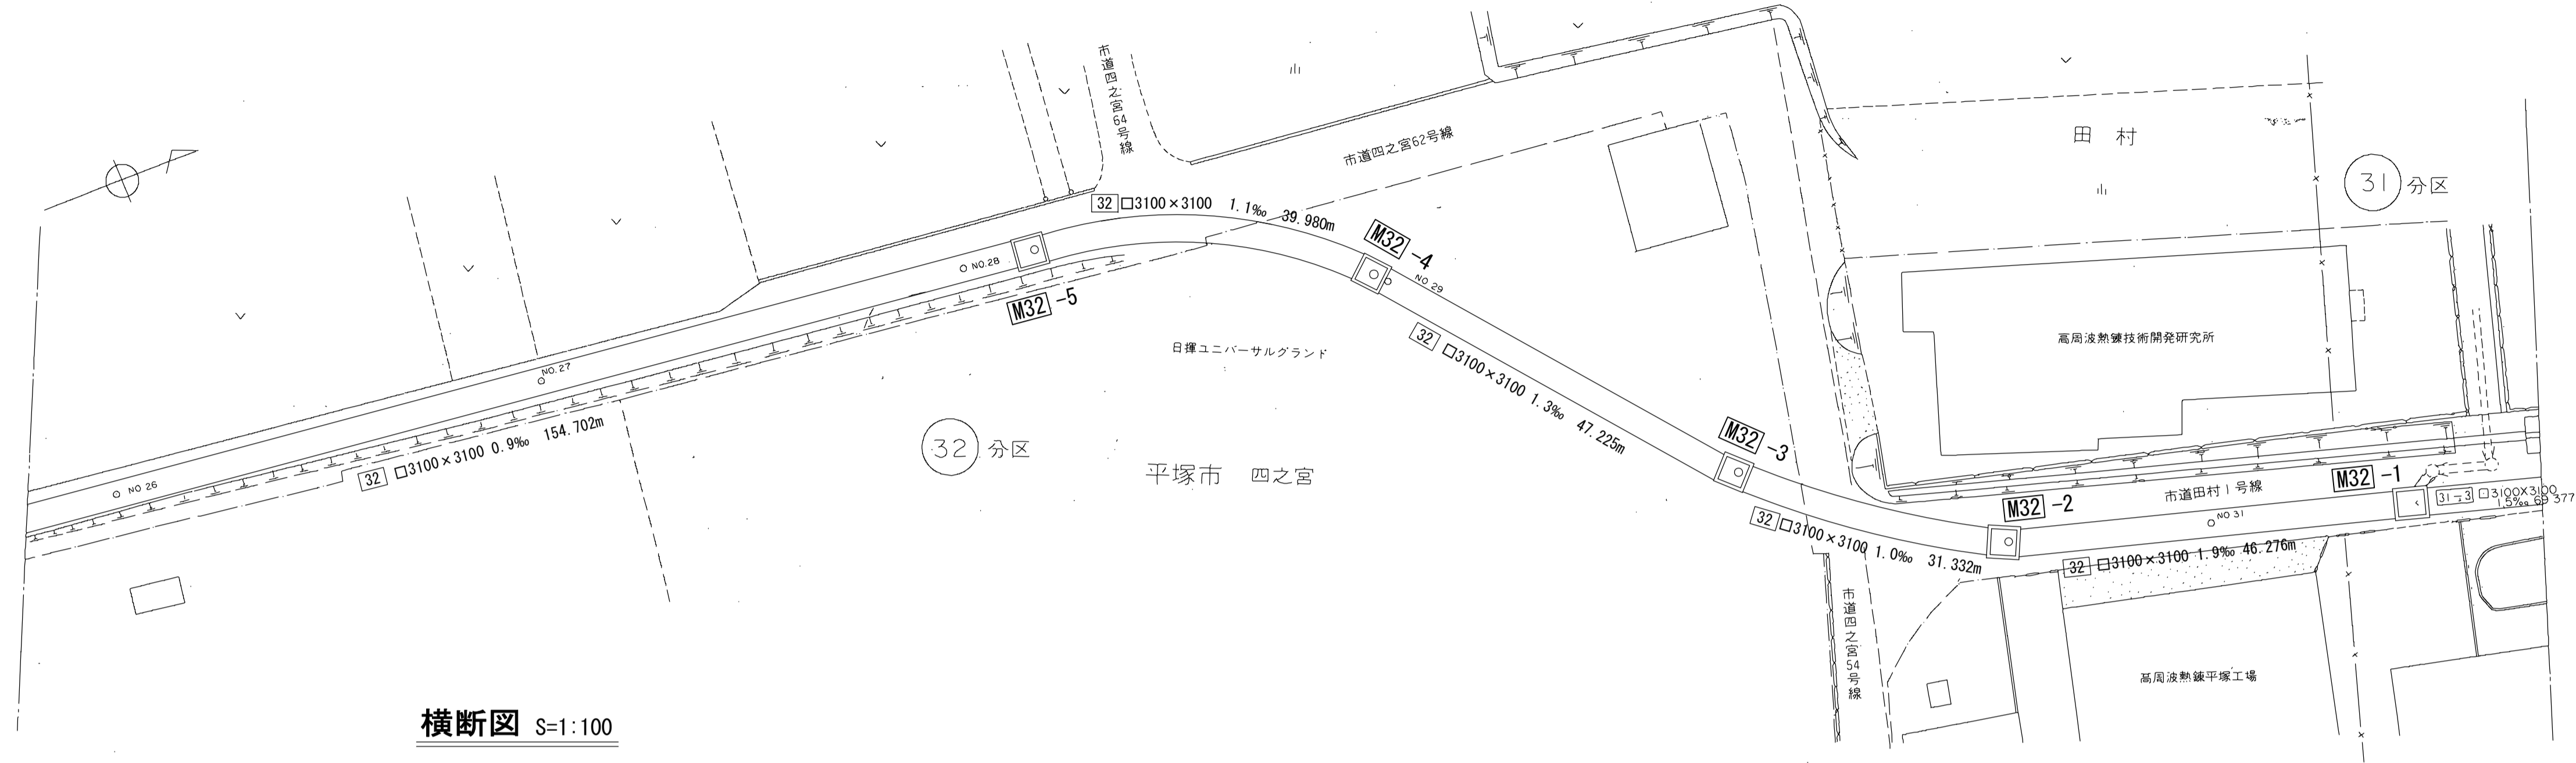 市道四之宮64号線
市道四之宮62号線
田 村
31 分区
32 □3100×3100 1.1‰ 39.980m
M32 -4
NO.29
NO.28
M32 -5
高周波熱錬技術開発研究所
日揮ユニバーサルグランド
32 □3100×3100 1.3‰ 47.225m
NO.27
32 □3100×3100 0.9‰ 154.702m
32 分区
平塚市 四之宮
M32 -3
NO 26
M32 -2
市道田村1号線
M32 -1
31-3 □3100X3100
NO 31
32 □3100×3100 1.0‰ 31.332m
32 □3100×3100 1.9‰ 46.276m
市道四之宮54号線
高周波熱錬平塚工場
横断図 S=1:100